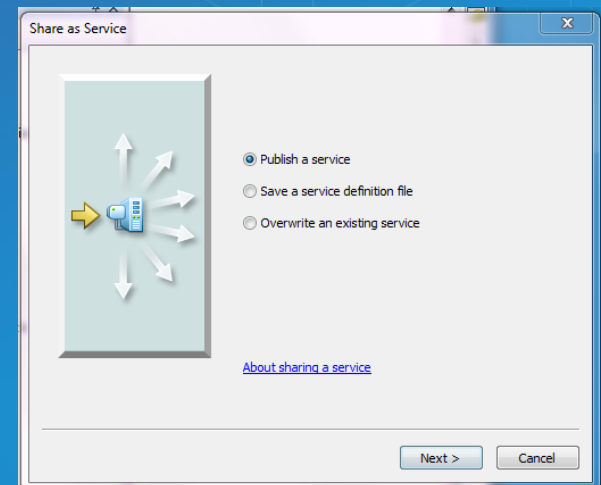 Share as Service
Publish a service
Save a service definition file
Overwrite an existing service
About sharing a service
Next >
Cancel